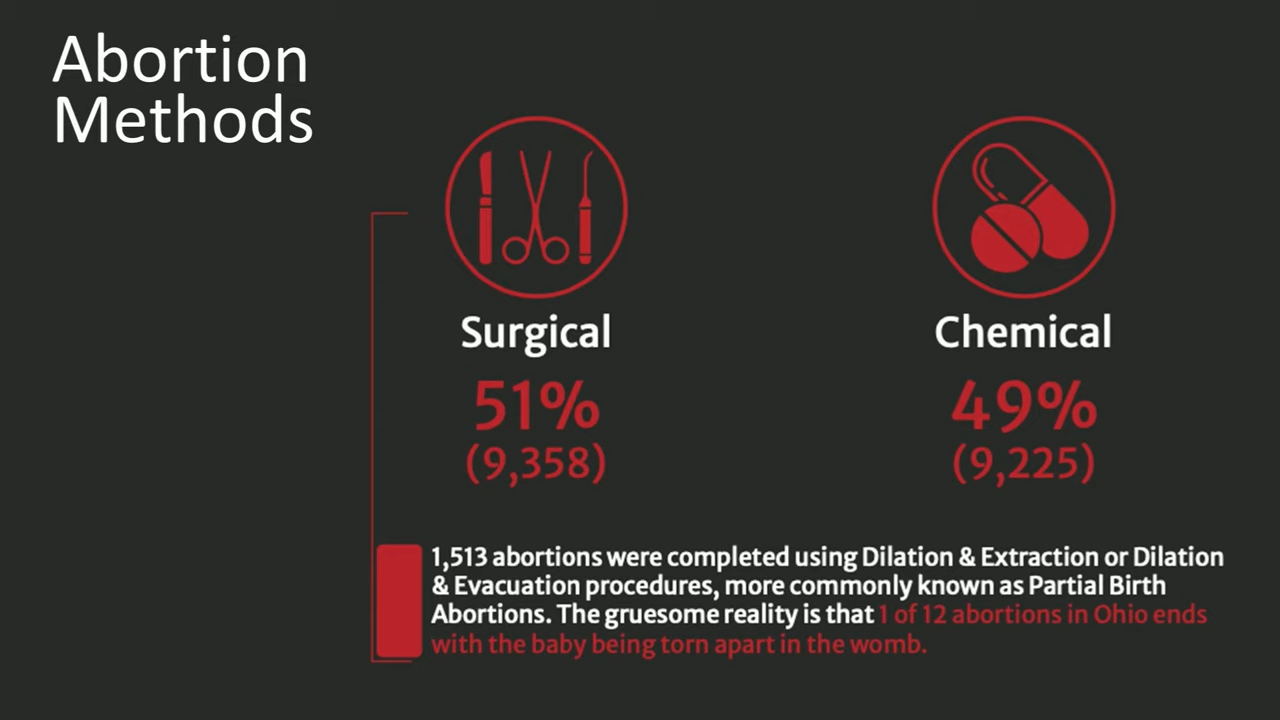 Abortion
Methods
Surgical
51%
(9,358)
Chemical
49%
(9,225)
1,513 abortions were completed using Dilation & Extraction or Dilation
& Evacuation procedures, more commonly known as Partial Birth
Abortions. The gruesome reality is that 1 of 12 abortions in Ohio ends
with the baby being torn apart in the womb.